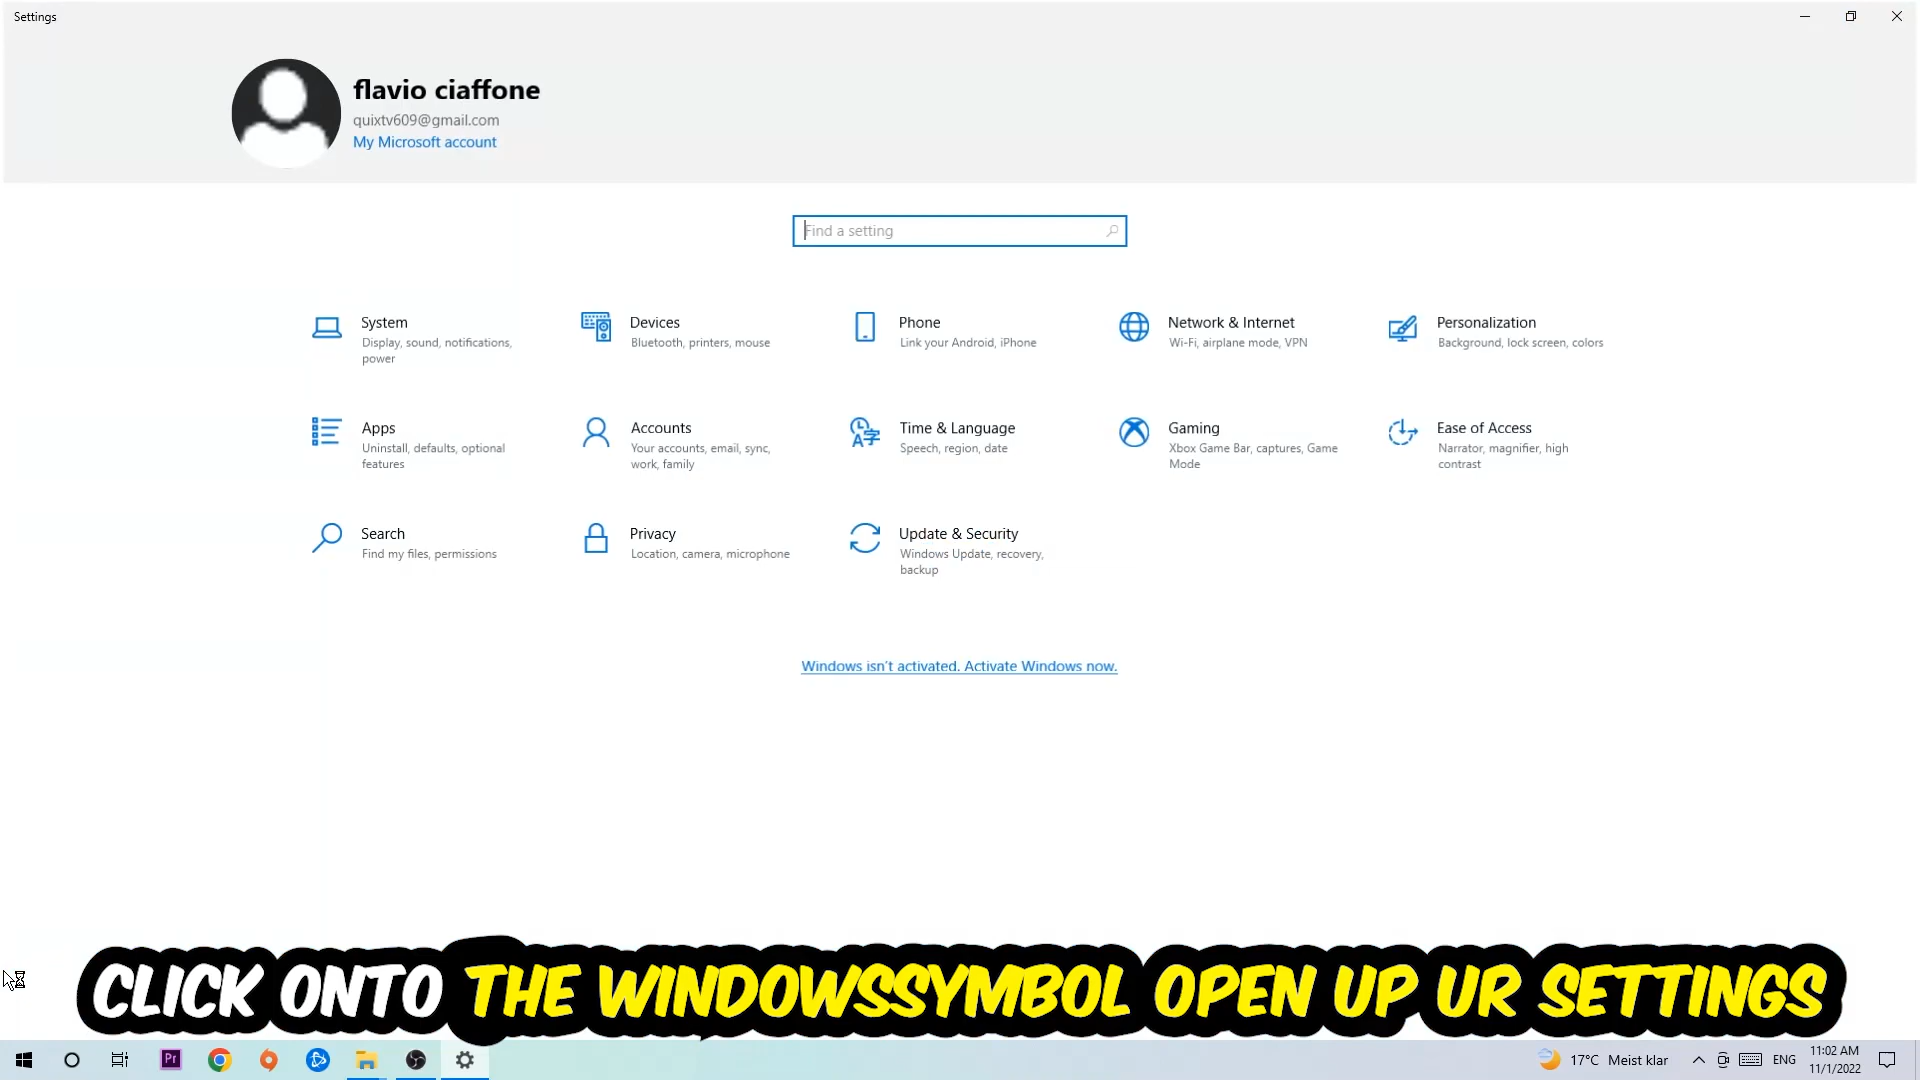 Settings
flavio ciaffone
quixtv609@gmail.com
My Microsoft account
Find a setting
System
Display, sound, notifications,
power
Devices
Bluetooth, printers, mouse
Phone
Link your Android, iPhone
Network & Internet
Wi-Fi, airplane mode, VPN
Personalization
Background, lock screen, colors
Apps
Uninstall, defaults, optional
features
Accounts
Your accounts, email, sync,
work, family
Time & Language
Speech, region, date
Gaming
Xbox Game Bar, captures, Game
Mode
Ease of Access
Narrator, magnifier, high
contrast
Search
Find my files, permissions
Privacy
Location, camera, microphone
Update & Security
Windows Update, recovery,
backup
Windows isn't activated. Activate Windows now.
CLICK ONTO THE WINDOWSSYMBOL OPEN UP UR SETTINGS
Pr
17°C Meist klar
ENG
11:02 AM
11/1/2022